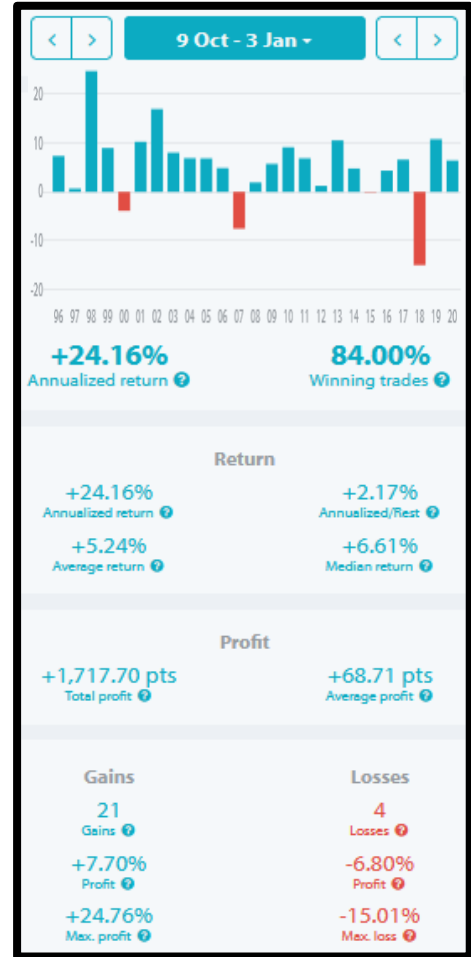 9 Oct - 3 Jan
20
10
0
-10
-20
96 97 98 99 00 01 02 03 04 05 06 07 08 09 10 11 12 13 14 15 16 17 18 19 20
+24.16% 84.00%
Annualized return ? Winning trades ?
Return
+24.16% +2.17%
Annualized return ? Annualized/Rest ?
+5.24% +6.61%
Average return ? Median return ?
Profit
+1,717.70 pts +68.71 pts
Total profit ? Average profit ?
Gains Losses
21 4
Gains ? Losses ?
+7.70% -6.80%
Profit ? Profit ?
+24.76% -15.01%
Max. profit ? Max. loss ?